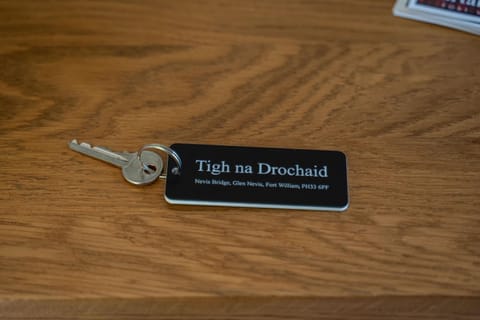 Tigh na Drochaid
Nevis Bridge, Glen Nevis, Fort William, PH33 6PF